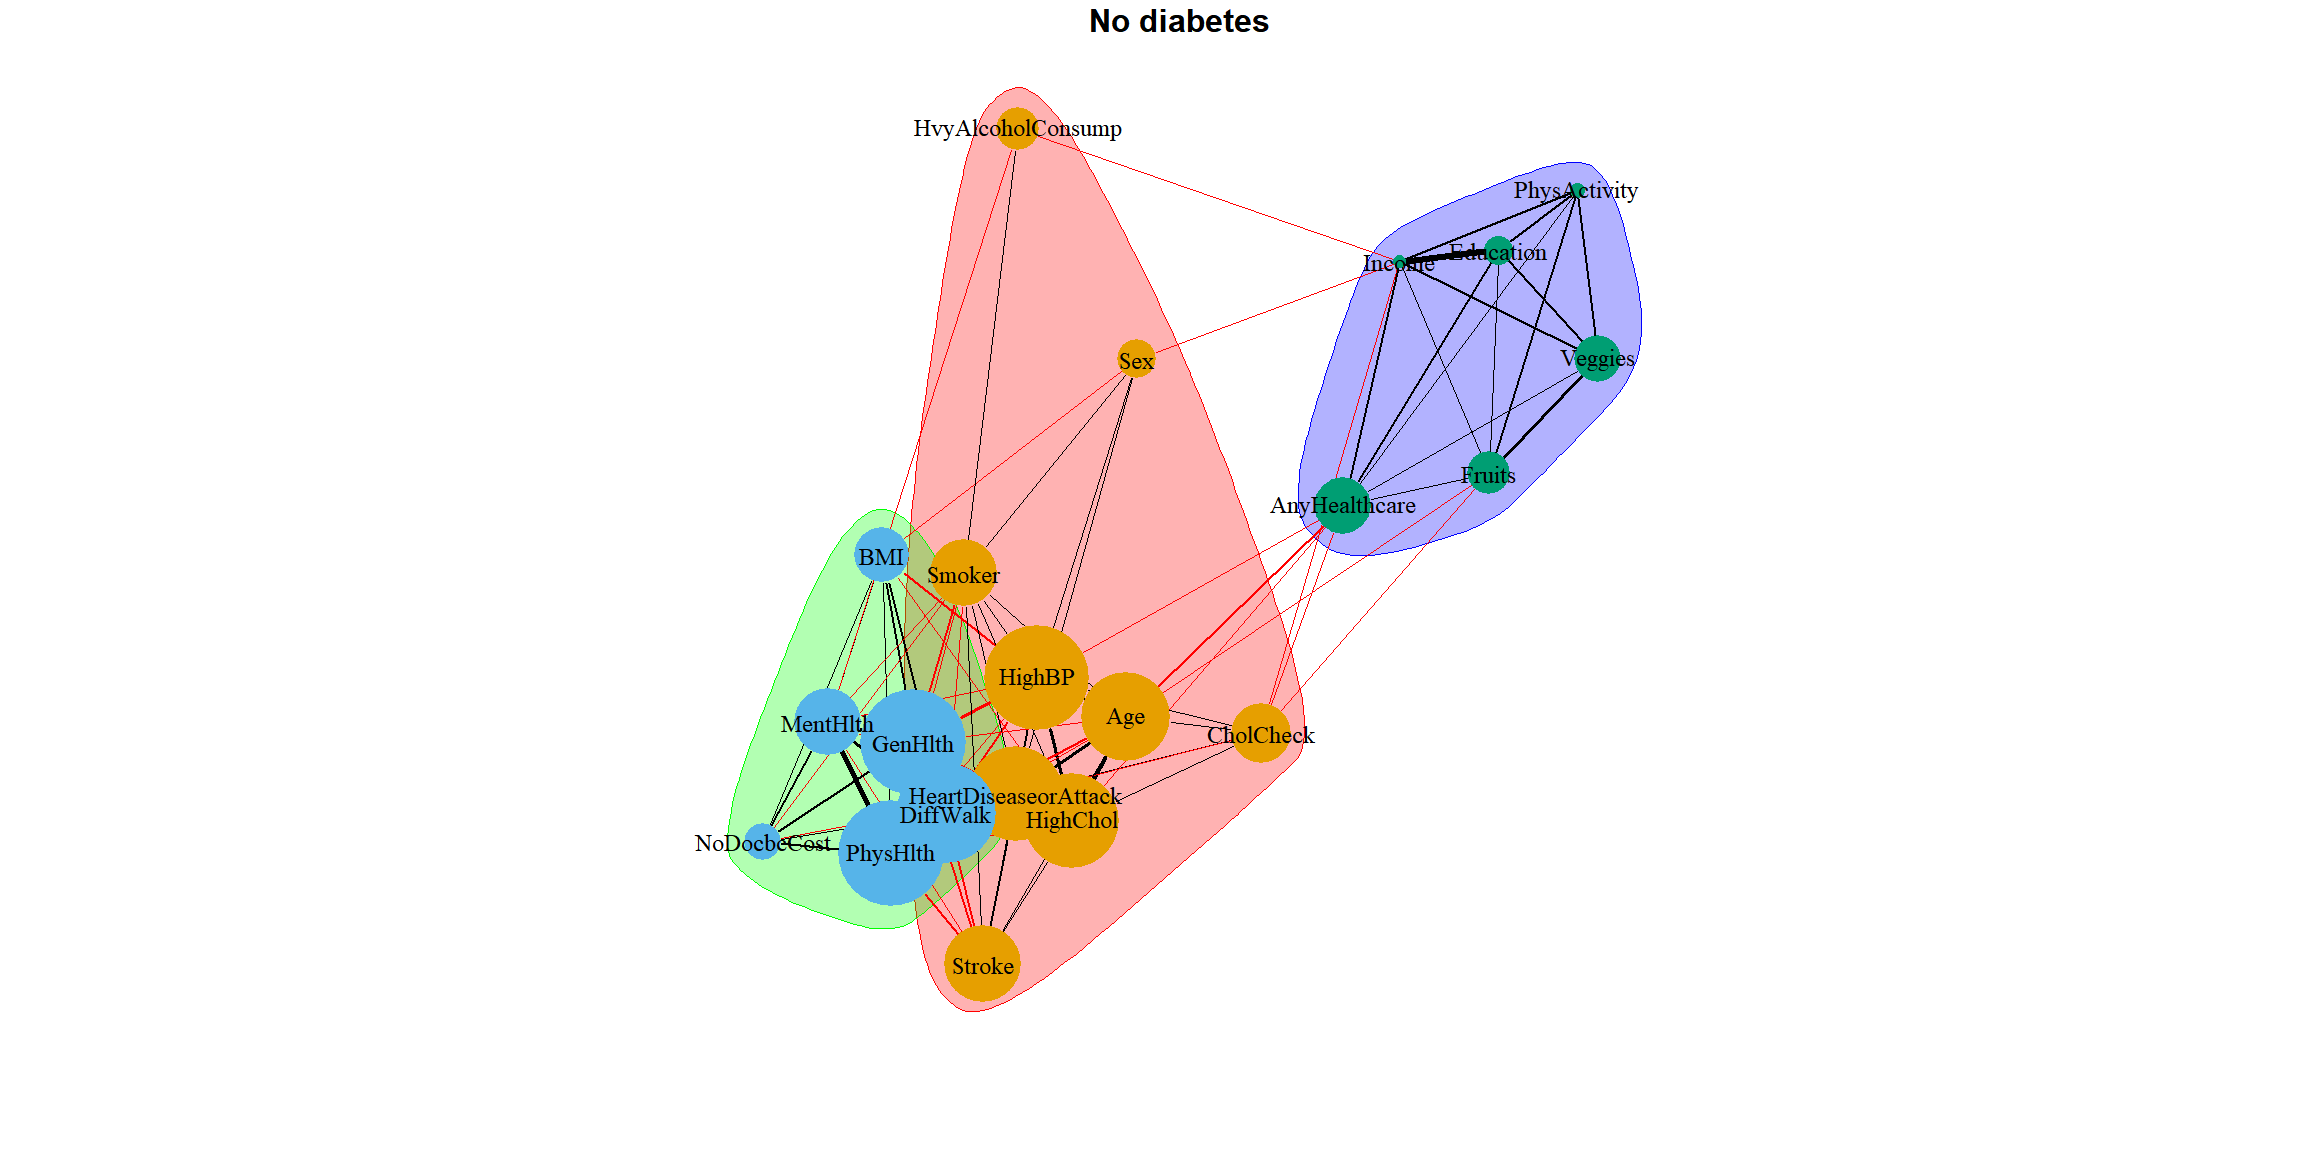 No diabetes
HvyAlcoholConsump
PhysActivity
Education
Income
Sex
Veggies
Fruits
AnyHealthcare
BMI
Smoker
HighBP
Age
MentHlth
GenHlth
CholCheck
HeartDiseaseorAttack
DiffWalk
HighChol
NoDocbcCost
PhysHlth
Stroke